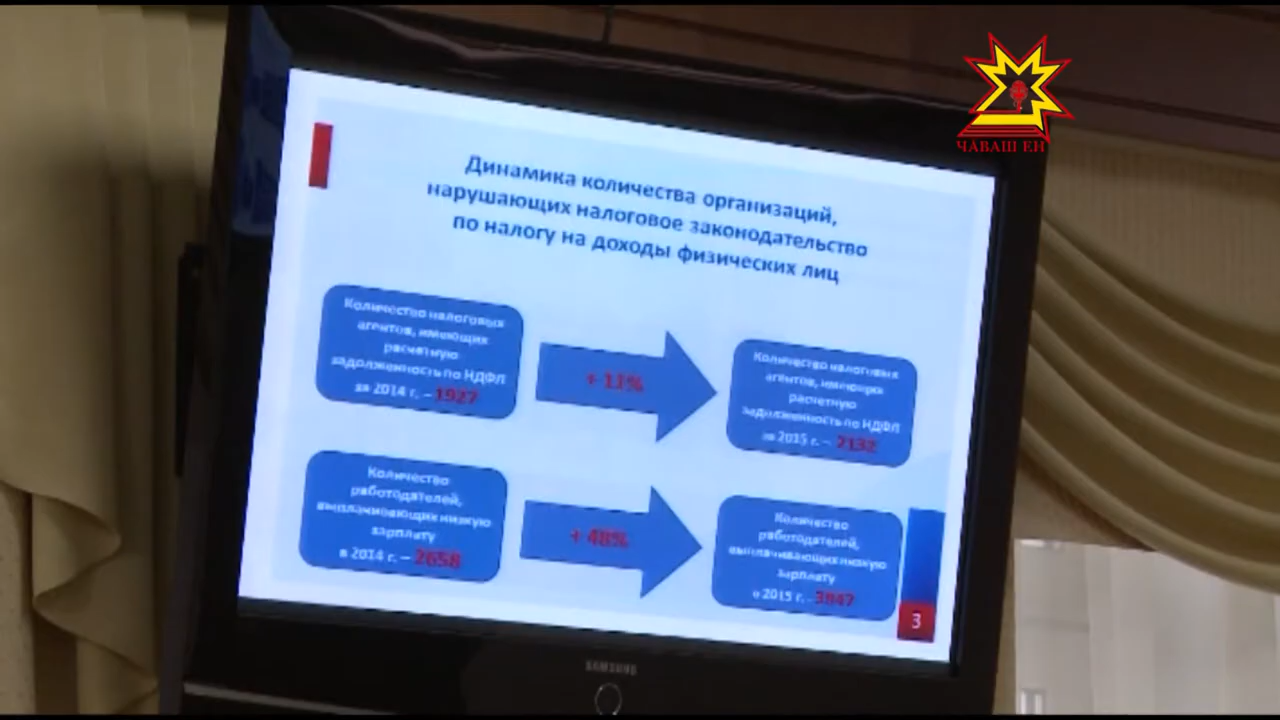 ЧĂВАШ ЕН
Динамика количества организаций,
нарушающих налоговое законодательство
по налогу на доходы физических лиц
Количество налоговых
агентов, имеющих
расчетную
задолженность по НДФЛ
за 2014 г. – 1927
+ 11%
Количество налоговых
агентов, имеющих
расчетную
задолженность по НДФЛ
за 2015 г. – 2132
Количество
работодателей,
выплачивающих низкую
зарплату
в 2014 г. – 2658
+ 48%
Количество
работодателей,
выплачивающих низкую
зарплату
в 2015 г. - 3847
3
SAMSUNG